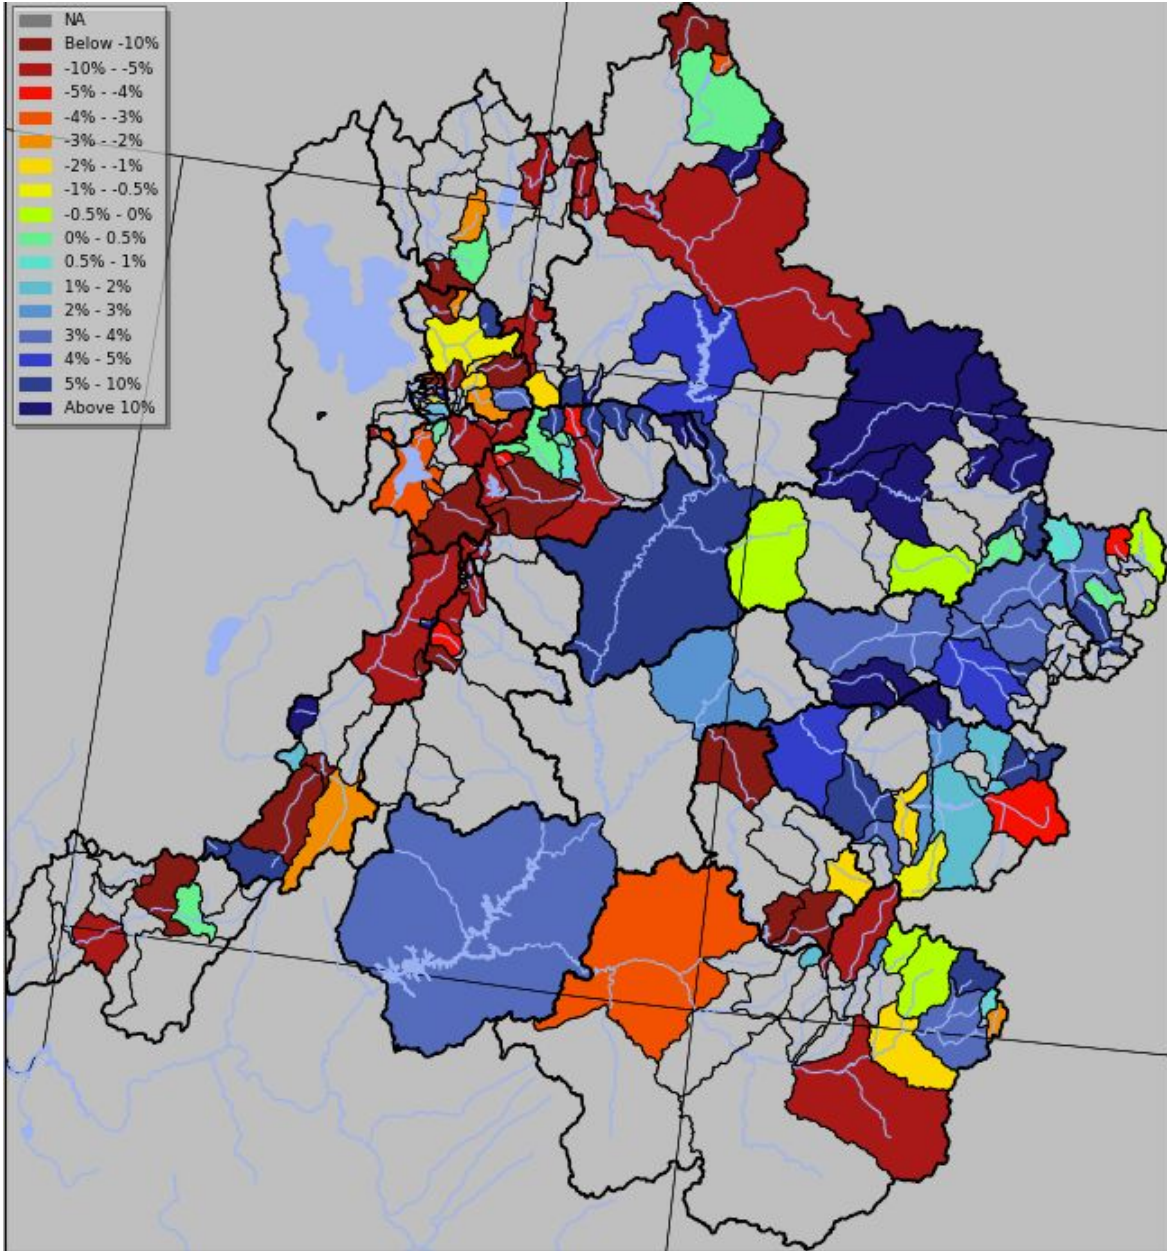 NA
Below -10%
-10% - -5%
-5% - -4%
-4% - -3%
-3% - -2%
-2% - -1%
-1% - -0.5%
-0.5% - 0%
0% - 0.5%
0.5% - 1%
1% - 2%
2% - 3%
3% - 4%
4% - 5%
5% - 10%
Above 10%